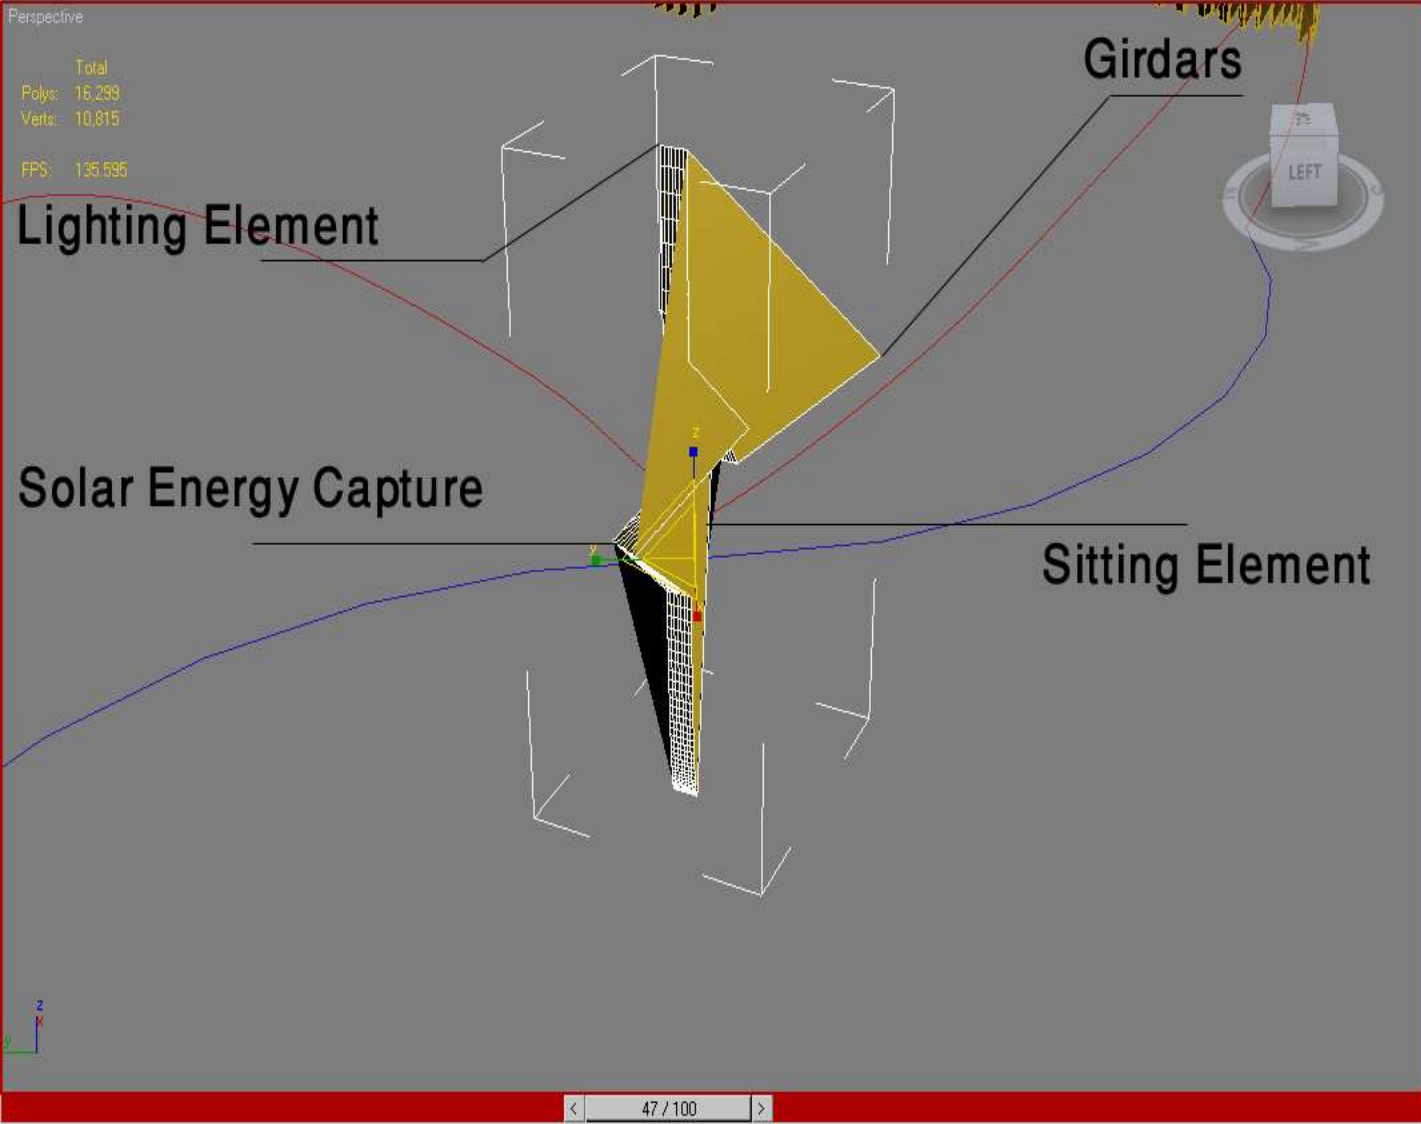 Perspective
Total
Polys: 16,299
Verts: 10,815
FPS: 135.595
Girdars
LEFT
Lighting Element
z
Solar Energy Capture
y
Sitting Element
x
z
x
y
< 47 / 100 >